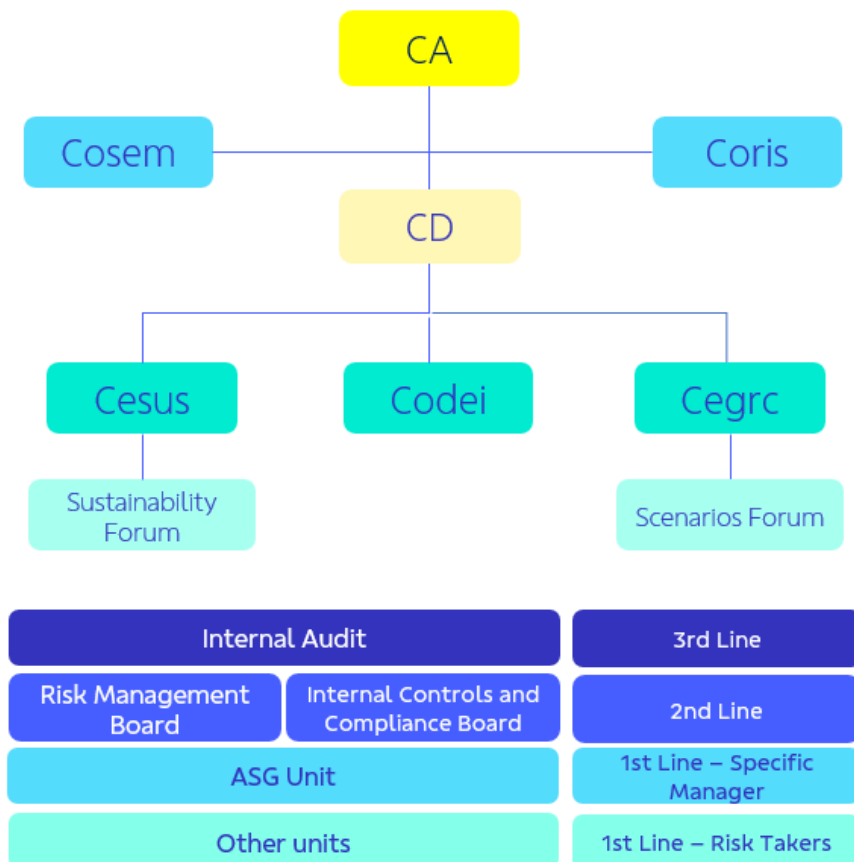 CA
Cosem
Coris
CD
Cesus
Codei
Cegrc
Sustainability
Forum
Scenarios Forum
Internal Audit
3rd Line
Risk Management
Board
Internal Controls and
Compliance Board
2nd Line
ASG Unit
1st Line – Specific
Manager
Other units
1st Line – Risk Takers